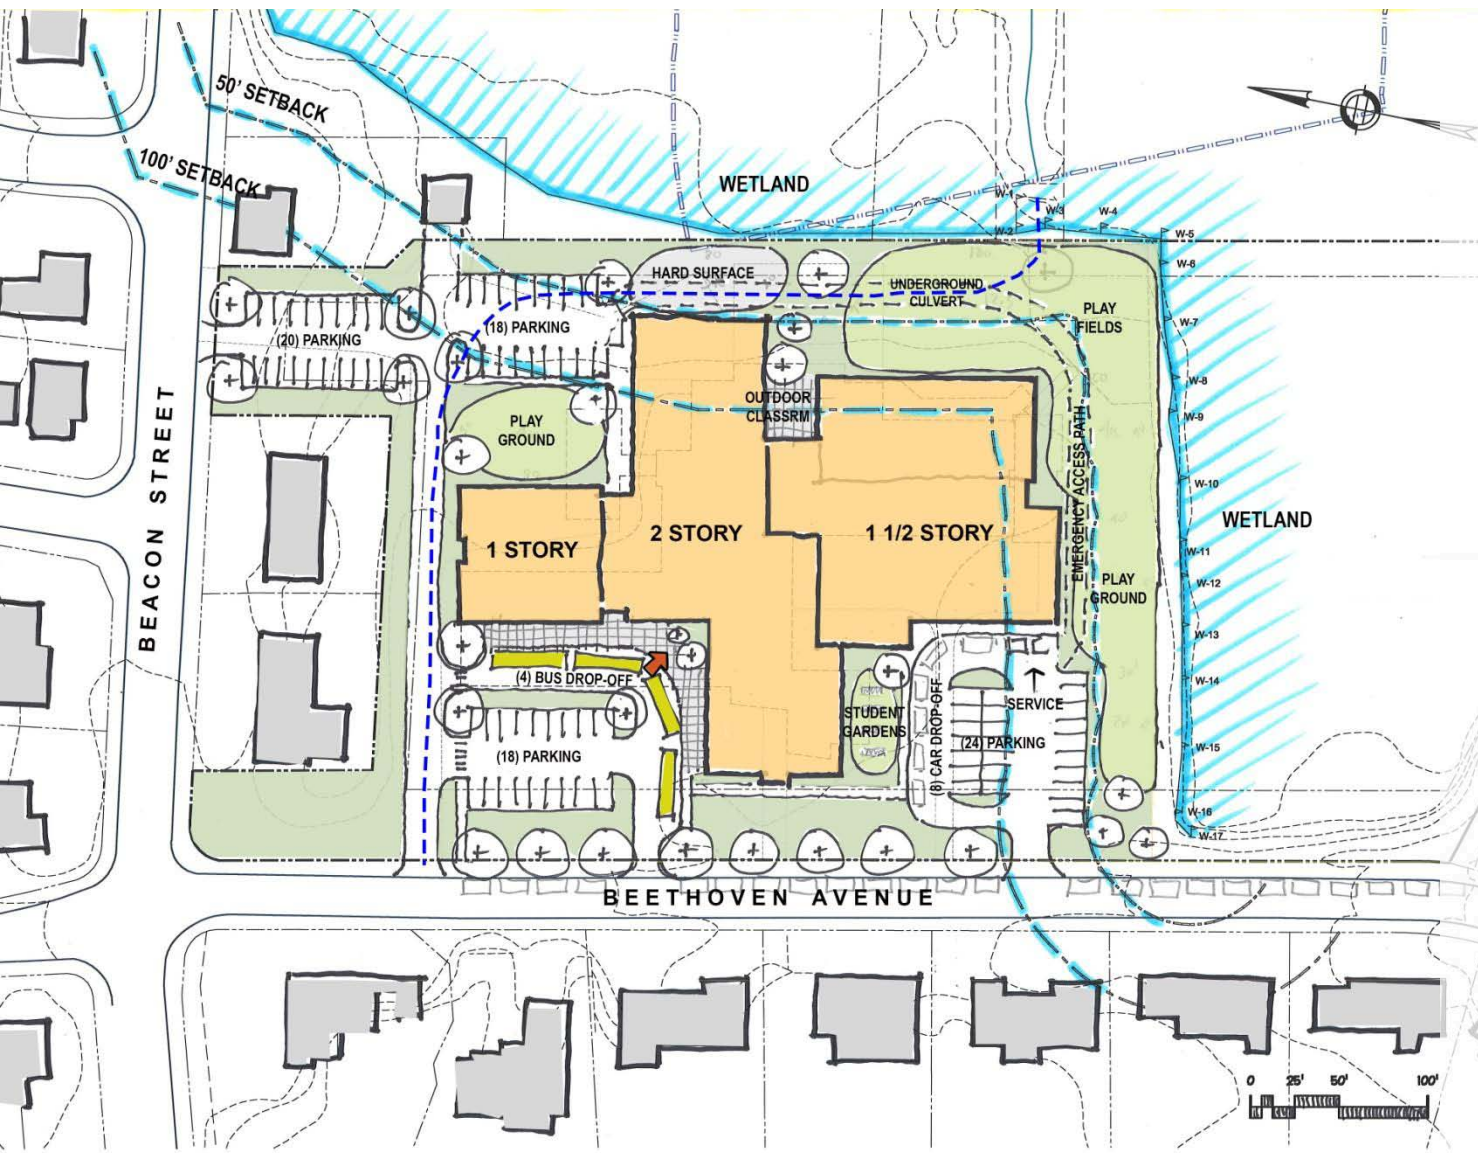 50' SETBACK
100' SETBACK
WETLAND
W-1
W-3
W-4
W-2
W-5
W-6
HARD SURFACE
UNDERGROUND
CULVERT
PLAY
FIELDS
W-7
(18) PARKING
(20) PARKING
W-8
OUTDOOR
CLASSRM
W-9
PLAY
GROUND
BEACON STREET
EMERGENCY ACCESS PATH
W-10
WETLAND
1 STORY
2 STORY
1 1/2 STORY
W-11
W-12
PLAY
GROUND
W-13
(4) BUS DROP-OFF
W-14
(8) CAR DROP-OFF
SERVICE
STUDENT
GARDENS
(24) PARKING
W-15
(18) PARKING
W-16
W-17
BEETHOVEN AVENUE
0 25' 50' 100'